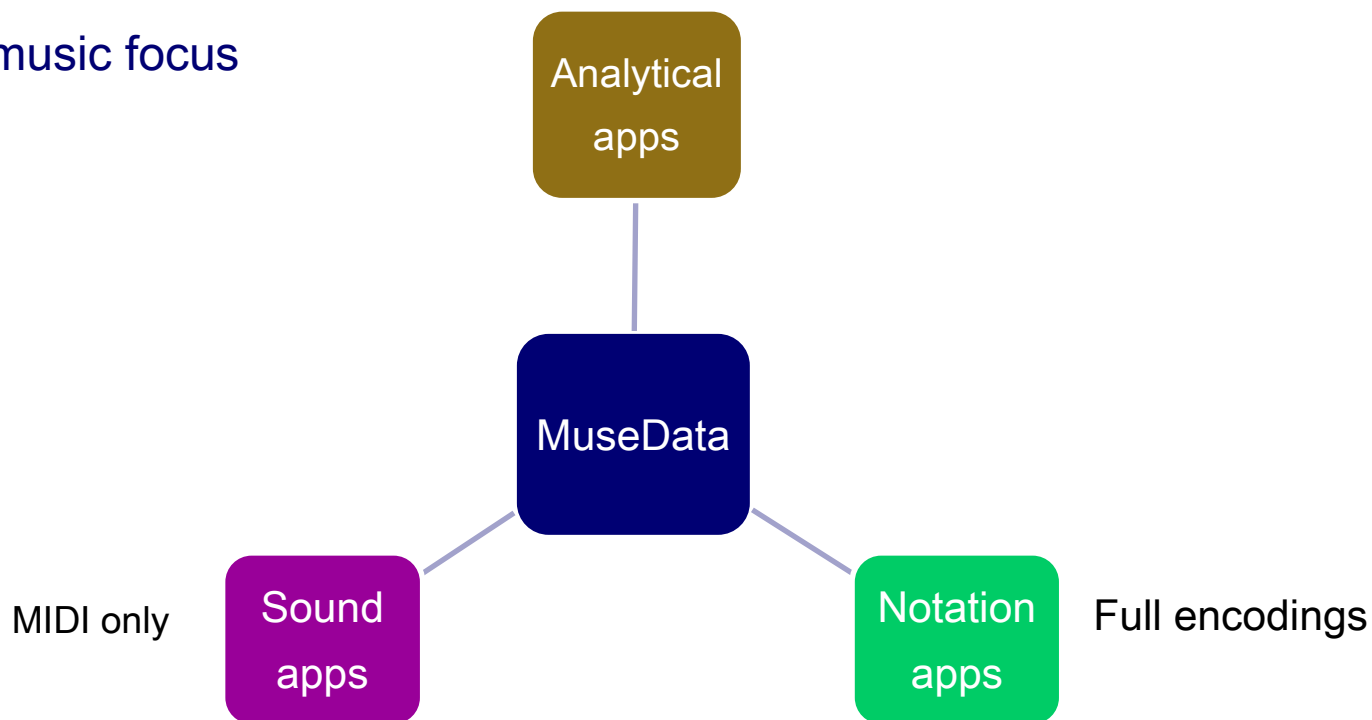 music focus
Analytical
apps
MuseData
MIDI only
Sound
apps
Notation
apps
Full encodings